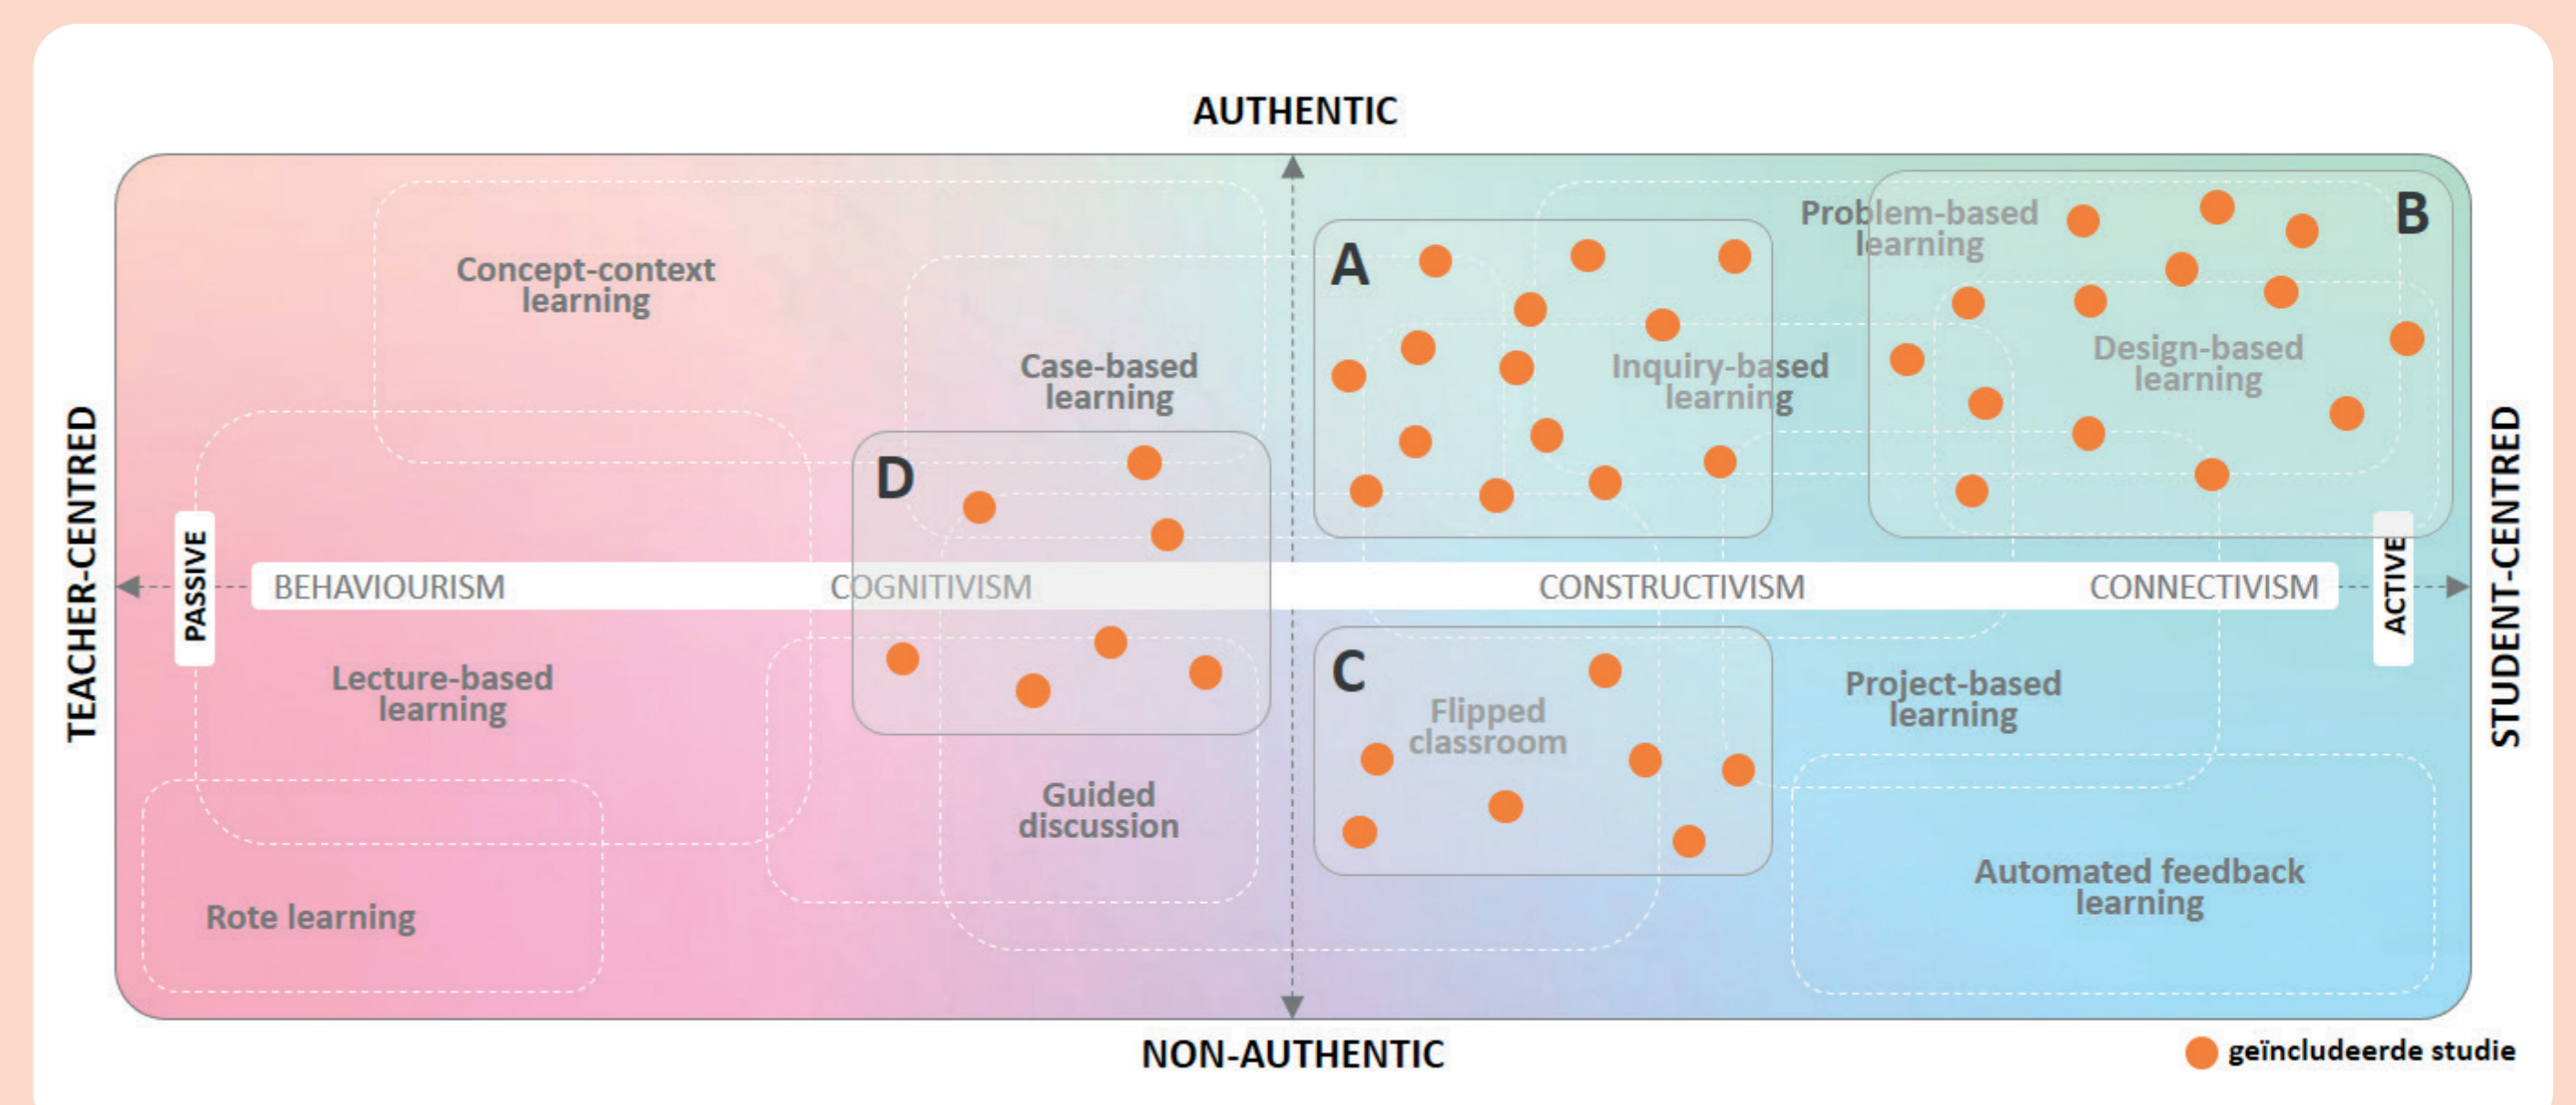 AUTHENTIC
Problem-based
learning
B
A
Concept-context
learning
Design-based
learning
Case-based
learning
Inquiry-based
learning
D
TEACHER-CENTRED
PASSIVE
BEHAVIOURISM
COGNITIVISM
CONSTRUCTIVISM
CONNECTIVISM
ACTIVE
STUDENT-CENTRED
C
Lecture-based
learning
Flipped
classroom
Project-based
learning
Guided
discussion
Automated feedback
learning
Rote learning
NON-AUTHENTIC
geïncludeerde studie